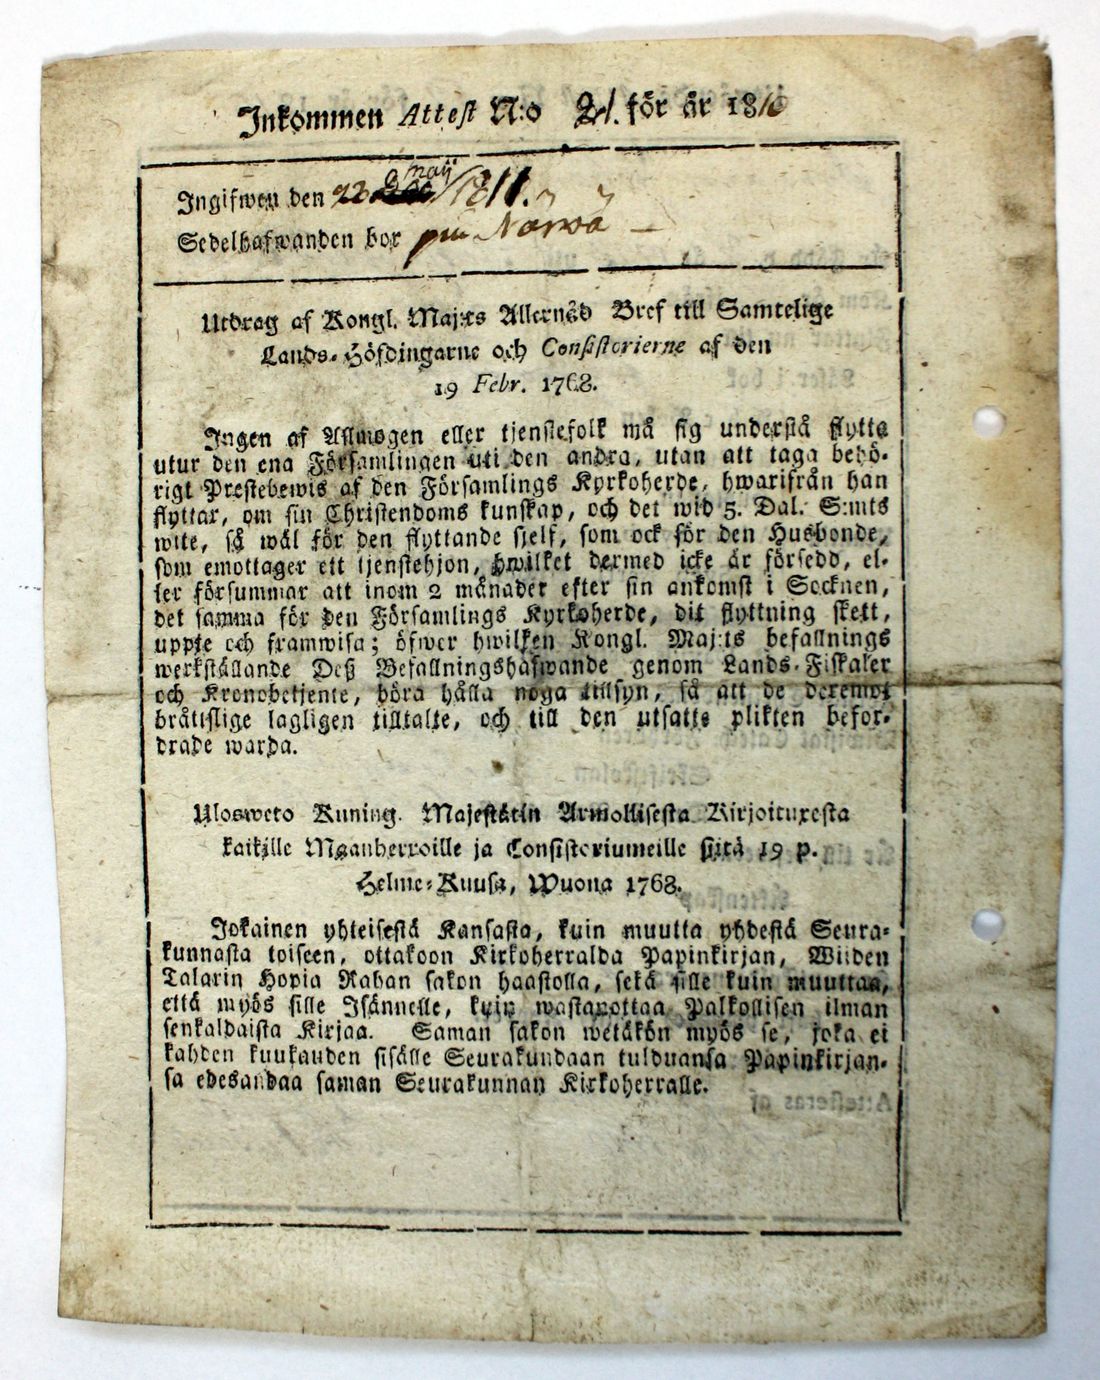 Inkommen Attest N:o 21. för år 1810
Ingifwen den 23 maij 1811.
Sedelhafwanden bor på Närwä
Utdrag af Kongl. Maj:ts Allernåd Bref till Samtelige
Lands-Höfdingarne och Consistorierne af den
19 Febr. 1768.
Ingen af Allmogen eller tjenstefolk må sig understå flytta
utur den ena Församlingen uti den andra, utan att taga behö-
rigt Prestebewis af den Församlings Kyrkoherde, hwarifrån han
flyttar, om sin Christendoms kunskap, och det wid 5. Dal. S:mts
wite, så wäl för den flyttande sjelf, som ock för den Husbonde,
som emottager ett tjenstehjon, hwilket dermed icke är försedd, el-
ler försummar att inom 2 månader efter sin ankomst i Socknen,
det samma för den Församlings Kyrkoherde, dit flyttning skett,
uppte och framwisa; öfwer hwilken Kongl. Maj:ts befallnings
werkställande Deß Befallningshafwande genom Lands-Fiskaler
och Kronobetjente, böra hålla noga tillsyn, så att de deremot
bråttslige lagligen tilltalte, och till den utsatte plikten befor-
drade warda.
Ulosweto Kuning. Majestätin Armollisesta Kirjoituxesta
kaikille Maanherroille ja Consistoriumeille siitä 19 p.
Helme-Kuusa, Wuona 1768.
Jokainen yhteisestä Kansasta, kuin muutta yhdestä Seura-
kunnasta toiseen, ottakoon Kirkoherralda Papinkirjan, Wiiden
Talarin Hopia Rahan sakon haastolla, sekä sille kuin muuttaa,
että myös sille Isännelle, kuin wastaanottaa Palkollisen ilman
senkaldaista Kirjaa. Saman sakon wetäkön myös se, joka ei
kahden kuukauden sisälle Seurakundaan tulduansa Papinkirjan-
sa edesandaa saman Seurakunnan Kirkoherralle.